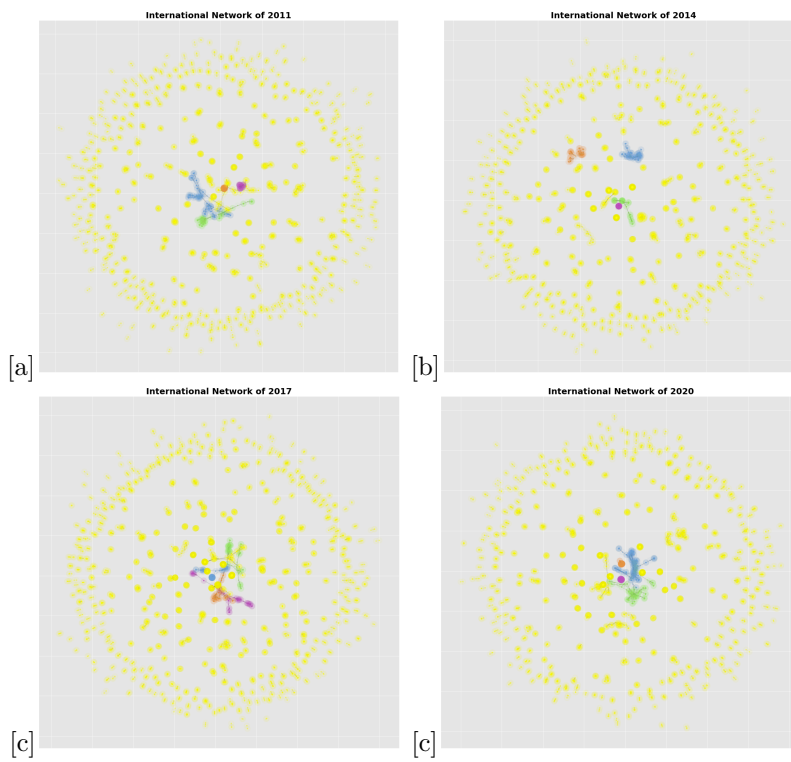 International Network of 2011
International Network of 2014
[a]
[b]
International Network of 2017
International Network of 2020
[c]
[c]